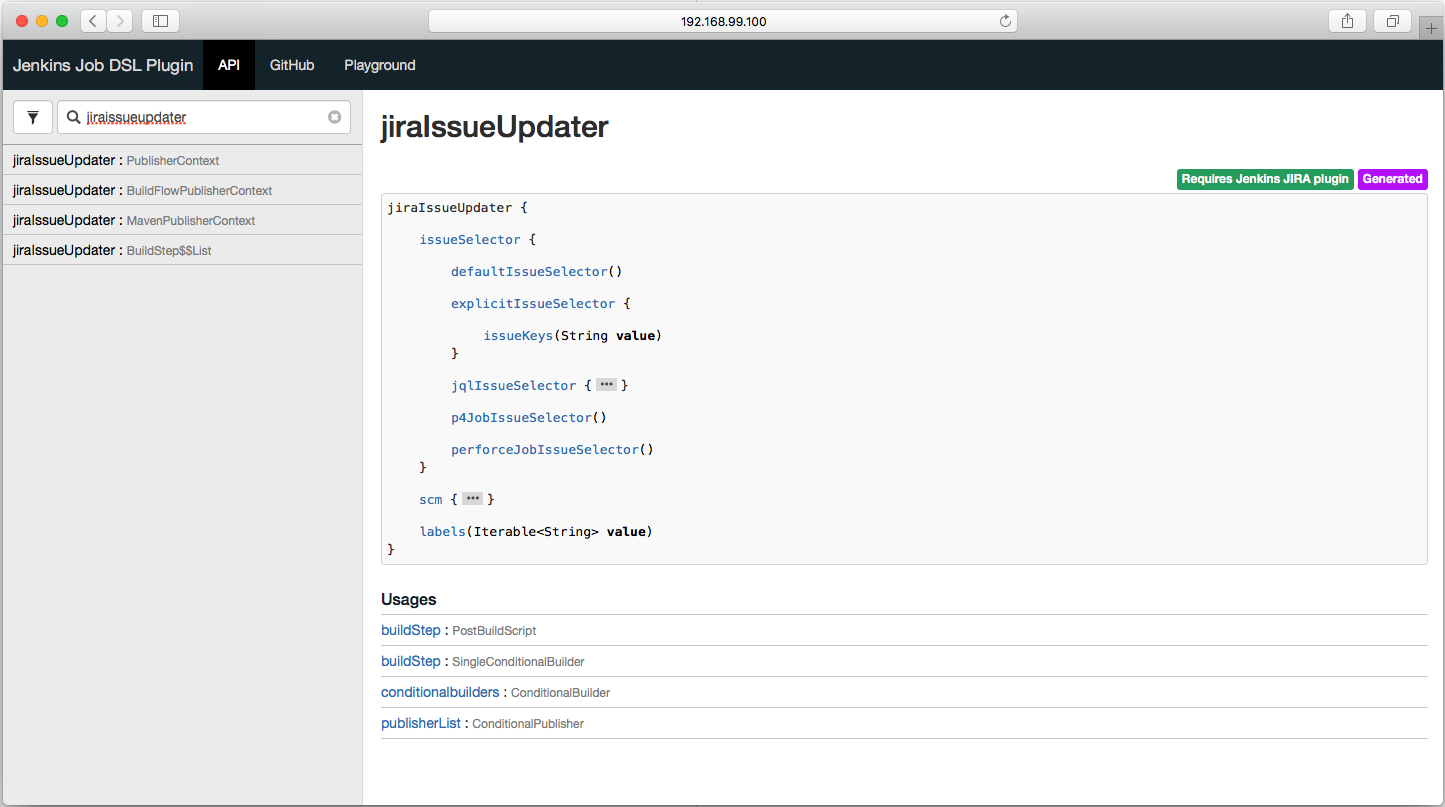 192.168.99.100
Jenkins Job DSL Plugin API GitHub Playground
jiraissueupdater
jiraIssueUpdater : PublisherContext
jiraIssueUpdater : BuildFlowPublisherContext
jiraIssueUpdater : MavenPublisherContext
jiraIssueUpdater : BuildStep$$List
jiraIssueUpdater
Requires Jenkins JIRA plugin Generated
jiraIssueUpdater {
issueSelector {
defaultIssueSelector()
explicitIssueSelector {
issueKeys(String value)
}
jqlIssueSelector { ••• }
p4JobIssueSelector()
perforceJobIssueSelector()
}
scm { ••• }
labels(Iterable<String> value)
}
Usages
buildStep : PostBuildScript
buildStep : SingleConditionalBuilder
conditionalbuilders : ConditionalBuilder
publisherList : ConditionalPublisher